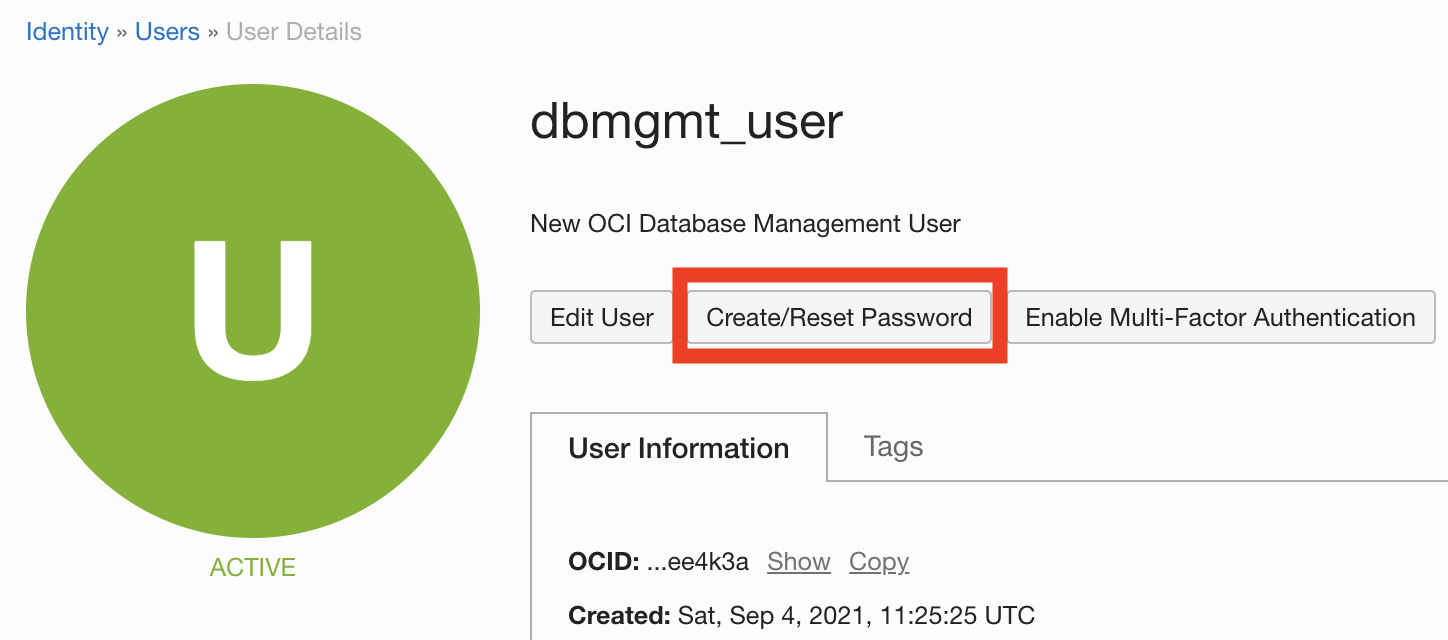 Identity » Users » User Details
U
ACTIVE
dbmgmt_user
New OCI Database Management User
Edit User Create/Reset Password Enable Multi-Factor Authentication
User Information Tags
OCID: ...ee4k3a Show Copy
Created: Sat, Sep 4, 2021, 11:25:25 UTC